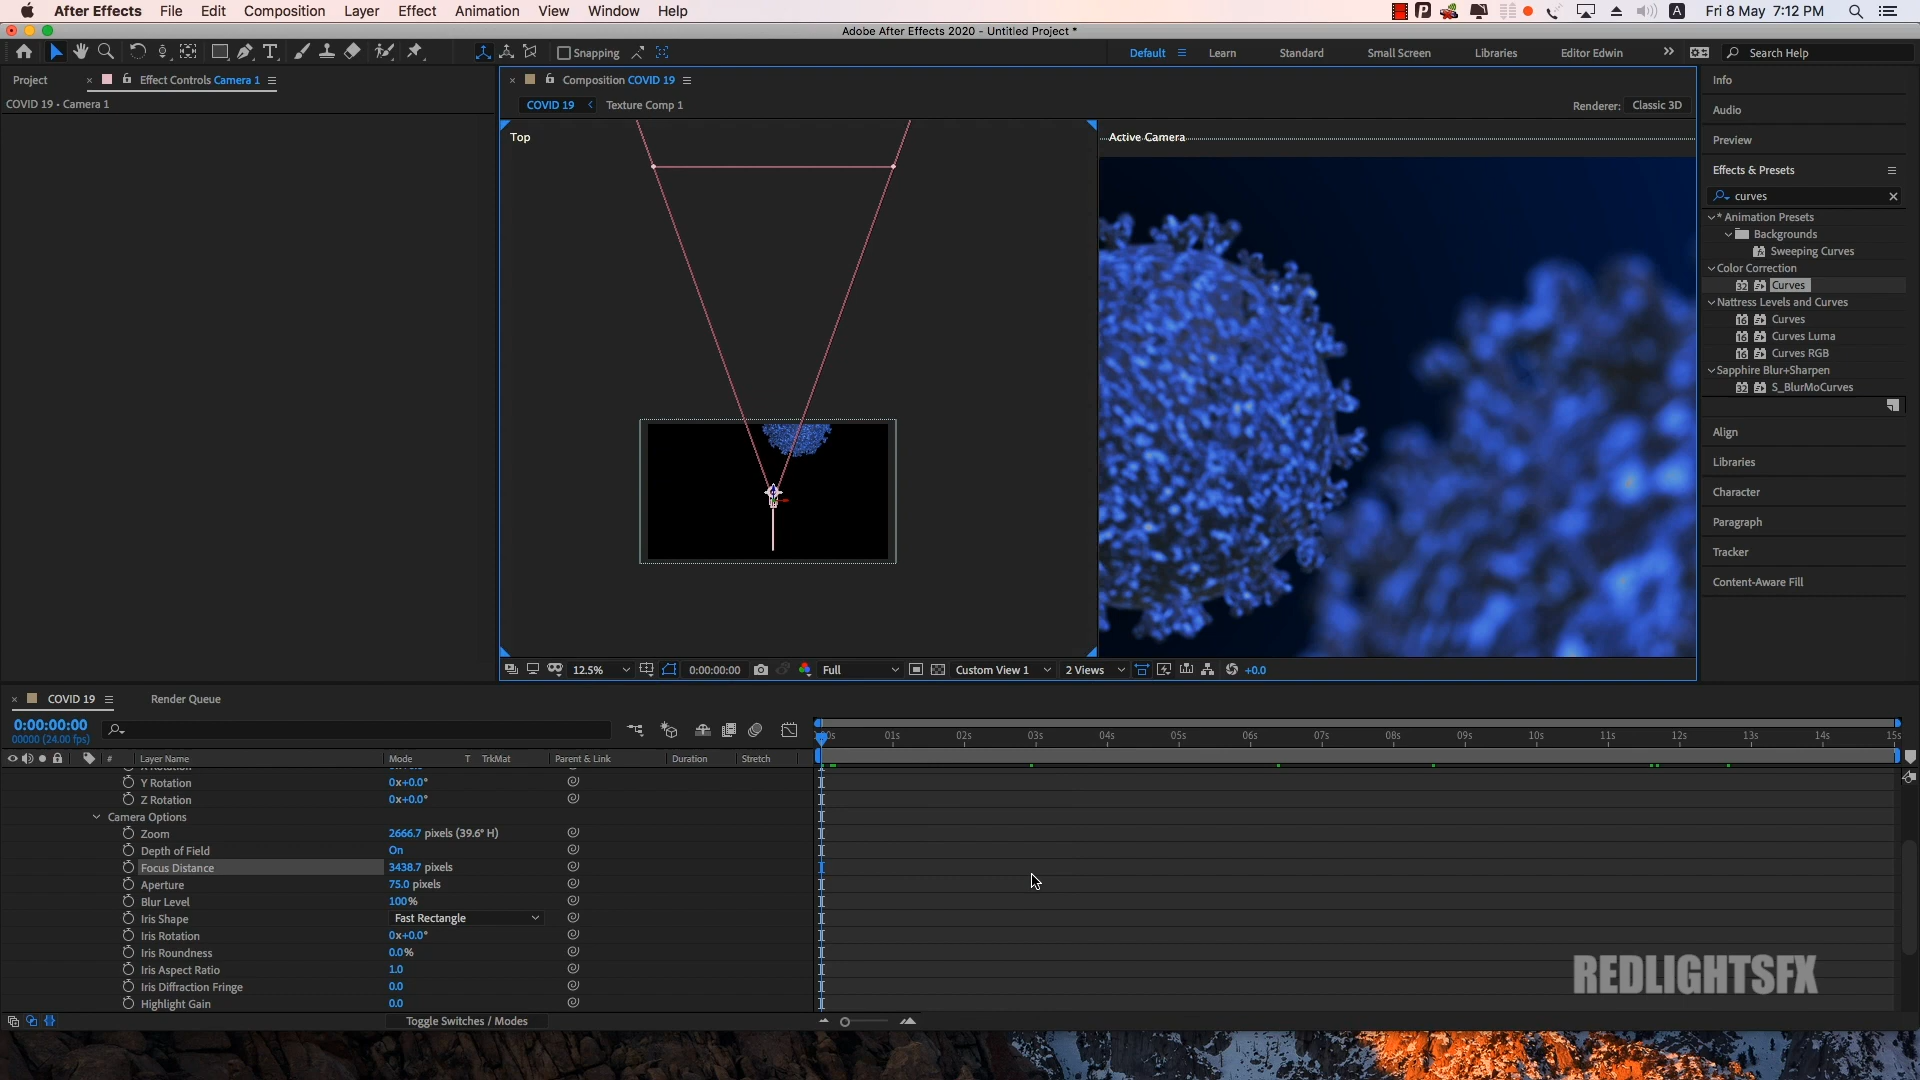 After Effects File Edit Composition Layer Effect Animation View Window Help
A Fri 8 May 7:12 PM
Adobe After Effects 2020 - Untitled Project *
Snapping
Default Learn Standard Small Screen Libraries Editor Edwin Search Help
Project Effect Controls Camera 1
COVID 19 • Camera 1
Composition COVID 19
COVID 19 Texture Comp 1
Renderer: Classic 3D
Top
Active Camera
12.5% 0:00:00:00 Full Custom View 1 2 Views +0.0
Info
Audio
Preview
Effects & Presets
curves
* Animation Presets
Backgrounds
Sweeping Curves
Color Correction
32 Curves
Nattress Levels and Curves
16 Curves
16 Curves Luma
16 Curves RGB
Sapphire Blur+Sharpen
32 S_BlurMoCurves
Align
Libraries
Character
Paragraph
Tracker
Content-Aware Fill
COVID 19 Render Queue
0:00:00:00
00000 (24.00 fps)
# Layer Name Mode T TrkMat Parent & Link Duration Stretch
01s 02s 03s 04s 05s 06s 07s 08s 09s 10s 11s 12s 13s 14s 15s
Y Rotation 0x+0.0°
Z Rotation 0x+0.0°
Camera Options
Zoom 2666.7 pixels (39.6° H)
Depth of Field On
Focus Distance 3438.7 pixels
Aperture 75.0 pixels
Blur Level 100%
Iris Shape Fast Rectangle
Iris Rotation 0x+0.0°
Iris Roundness 0.0%
Iris Aspect Ratio 1.0
Iris Diffraction Fringe 0.0
Highlight Gain 0.0
Toggle Switches / Modes
REDLIGHTSFX